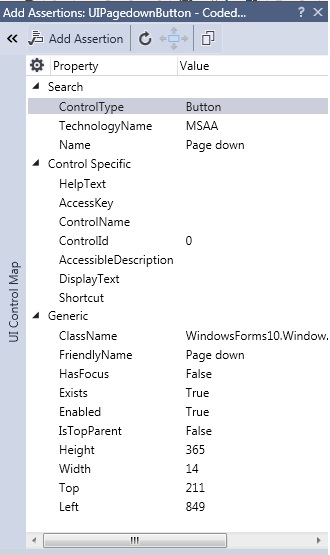 Add Assertions: UIPagedownButton - Coded...
Add Assertion
Property Value
Search
ControlType Button
TechnologyName MSAA
Name Page down
Control Specific
HelpText
AccessKey
ControlName
ControlId 0
AccessibleDescription
DisplayText
Shortcut
Generic
ClassName WindowsForms10.Window.
FriendlyName Page down
HasFocus False
Exists True
Enabled True
IsTopParent False
Height 365
Width 14
Top 211
Left 849
UI Control Map